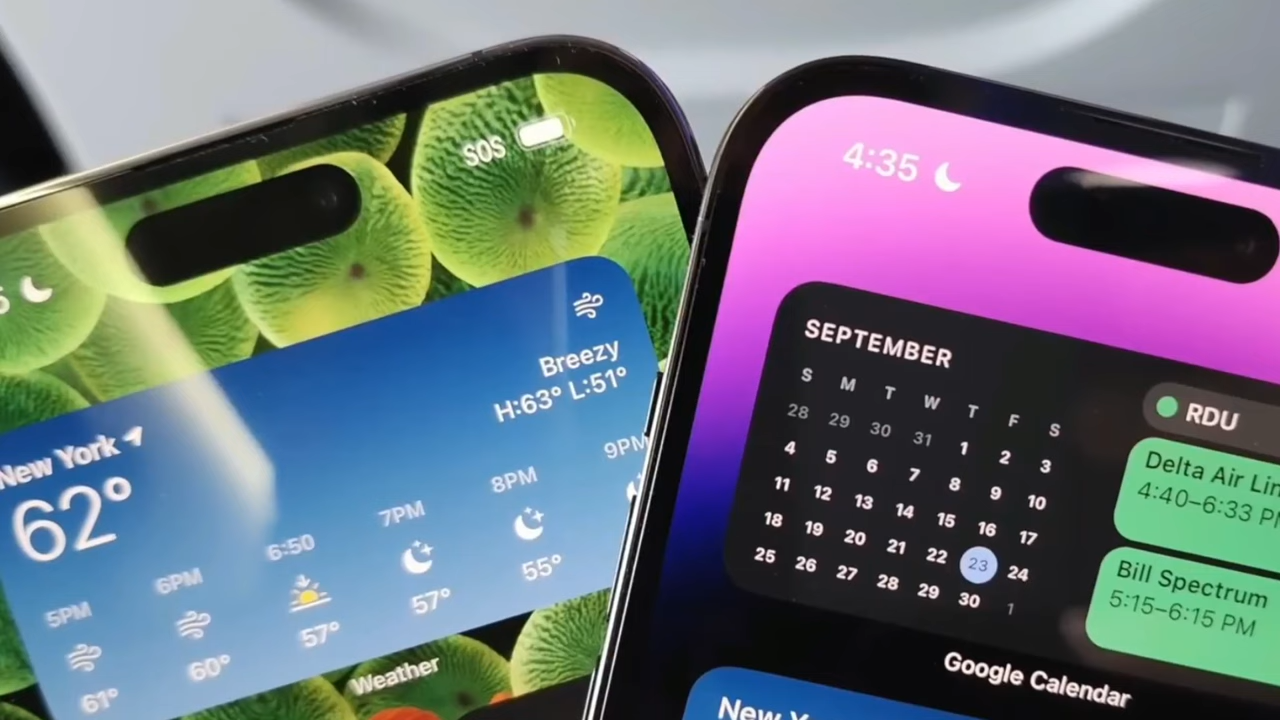 SOS
Breezy
H:63° L:51°
New York
62°
5PM 6PM 6:50 7PM 8PM 9PM
61° 60° 57° 57° 55°
Weather
4:35
SEPTEMBER
S M T W T F S
28 29 30 31 1 2 3
4 5 6 7 8 9 10
11 12 13 14 15 16 17
18 19 20 21 22 23 24
25 26 27 28 29 30 1
RDU
Delta Air Lin
4:40–6:33 P
Bill Spectrum
5:15–6:15 PM
Google Calendar
New Y